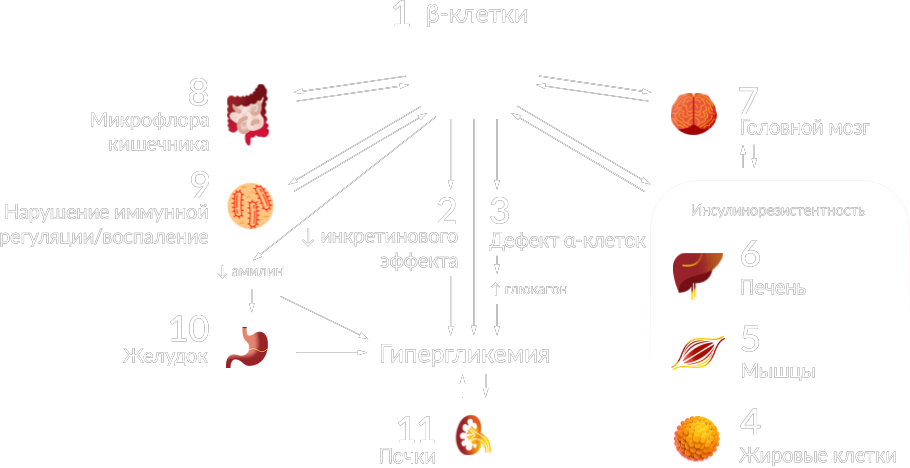 1 β-клетки
8
Микрофлора
кишечника
7
Головной мозг
9
Нарушение иммунной
регуляции/воспаление
2
↓ инкретинового
эффекта
3
Дефект α-клеток
↑ глюкагон
Инсулинорезистентность
6
Печень
↓ амилин
10
Желудок
Гипергликемия
5
Мышцы
11
Почки
4
Жировые клетки